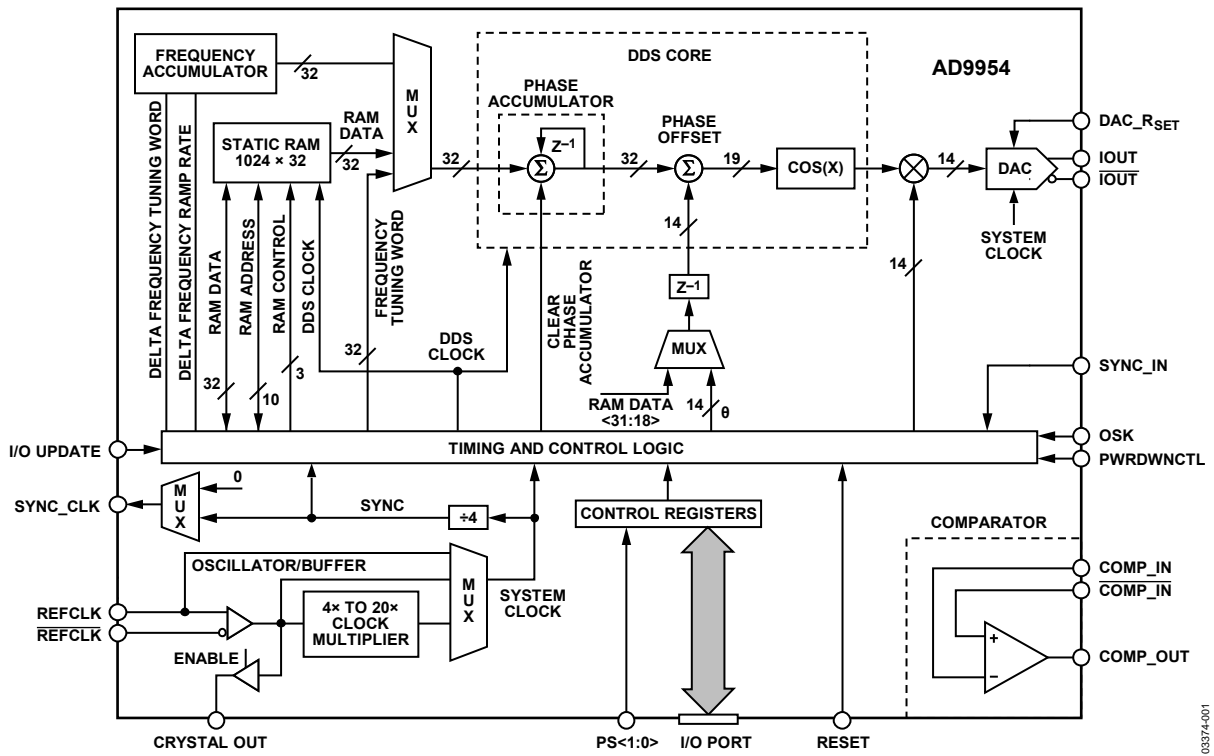 FREQUENCY
ACCUMULATOR
32
MUX
DDS CORE
AD9954
PHASE
ACCUMULATOR
Z–1
Σ
32
32
PHASE
OFFSET
Σ
19
COS(X)
14
DAC
DAC_RSET
IOUT
IOUT
SYSTEM
CLOCK
STATIC RAM
1024 × 32
RAM
DATA
32
DELTA FREQUENCY TUNING WORD
DELTA FREQUENCY RAMP RATE
RAM DATA
32
RAM ADDRESS
10
RAM CONTROL
3
DDS CLOCK
FREQUENCY
TUNING WORD
32
DDS
CLOCK
CLEAR
PHASE
ACCUMULATOR
14
Z–1
MUX
RAM DATA
<31:18>
14
θ
14
SYNC_IN
I/O UPDATE
TIMING AND CONTROL LOGIC
OSK
PWRDWNCTL
SYNC_CLK
MUX
0
SYNC
÷4
CONTROL REGISTERS
COMPARATOR
OSCILLATOR/BUFFER
REFCLK
REFCLK
4× TO 20×
CLOCK
MULTIPLIER
MUX
SYSTEM
CLOCK
ENABLE
COMP_IN
COMP_IN
+
–
COMP_OUT
CRYSTAL OUT
PS<1:0>
I/O PORT
RESET
03374-001